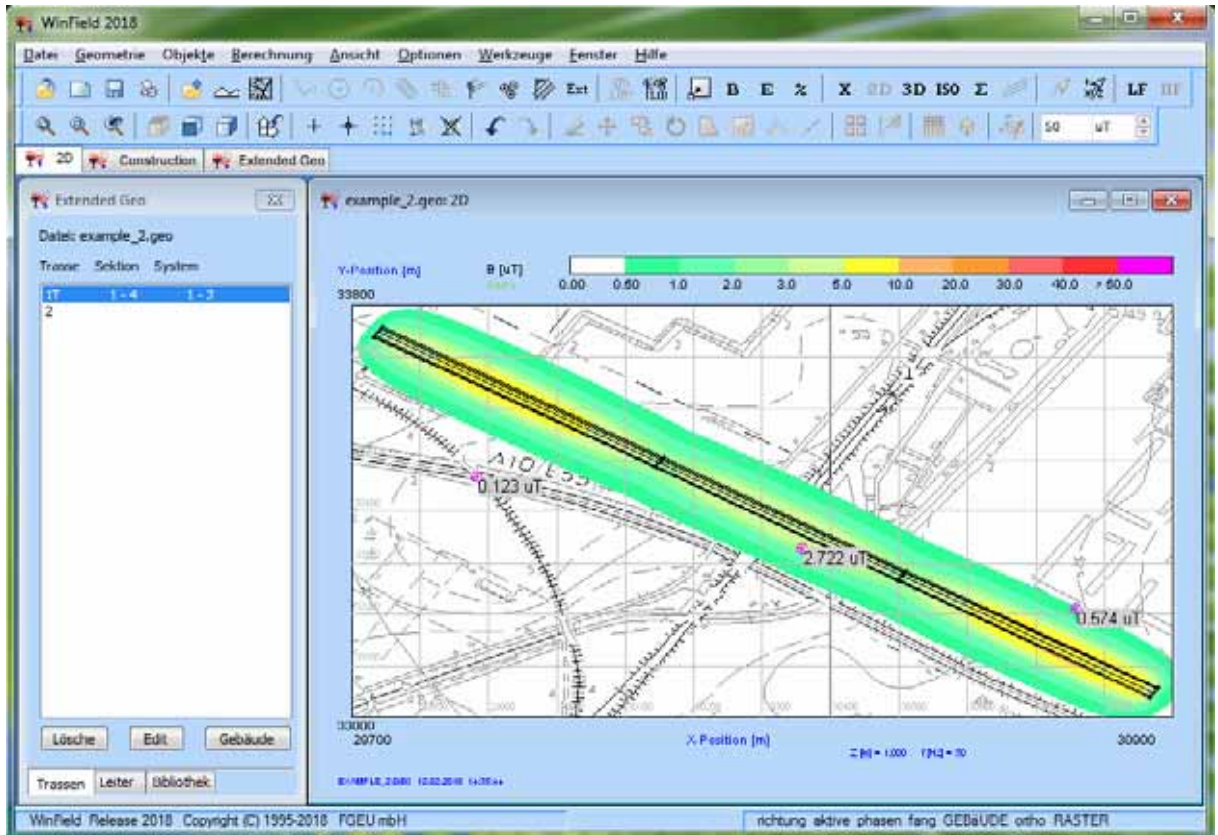 WinField 2018
Datei Geometrie Objekte Berechnung Ansicht Optionen Werkzeuge Fenster Hilfe
Ext B E % X 2D 3D ISO Σ LF HF
50 uT
2D Construction Extended Geo
Extended Geo
Datei: example_2.geo
Trasse Sektion System
1T 1 - 4 1 - 3
2
Lösche Edit Gebäude
Trassen Leiter Bibliothek
example_2.geo: 2D
Y-Position [m] B [uT]
0.00 0.50 1.0 2.0 3.0 5.0 10.0 20.0 30.0 40.0 > 50.0
33800
0.123 uT
2.722 uT
0.574 uT
33000
29700 X-Position [m] 30900
WinField Release 2018 Copyright (C) 1995-2018 FGEU mbH richtung aktive phasen fang GEBäUDE ortho RASTER